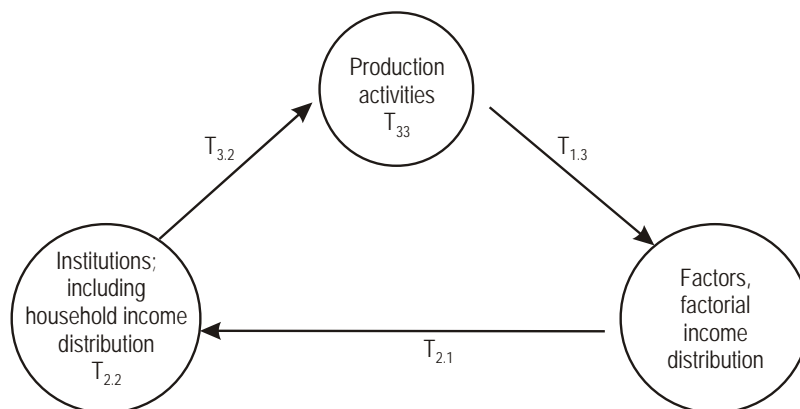 Production
activities
T33
T3.2
T1.3
Institutions;
including
household income
distribution
T2.2
Factors,
factorial
income
distribution
T2.1